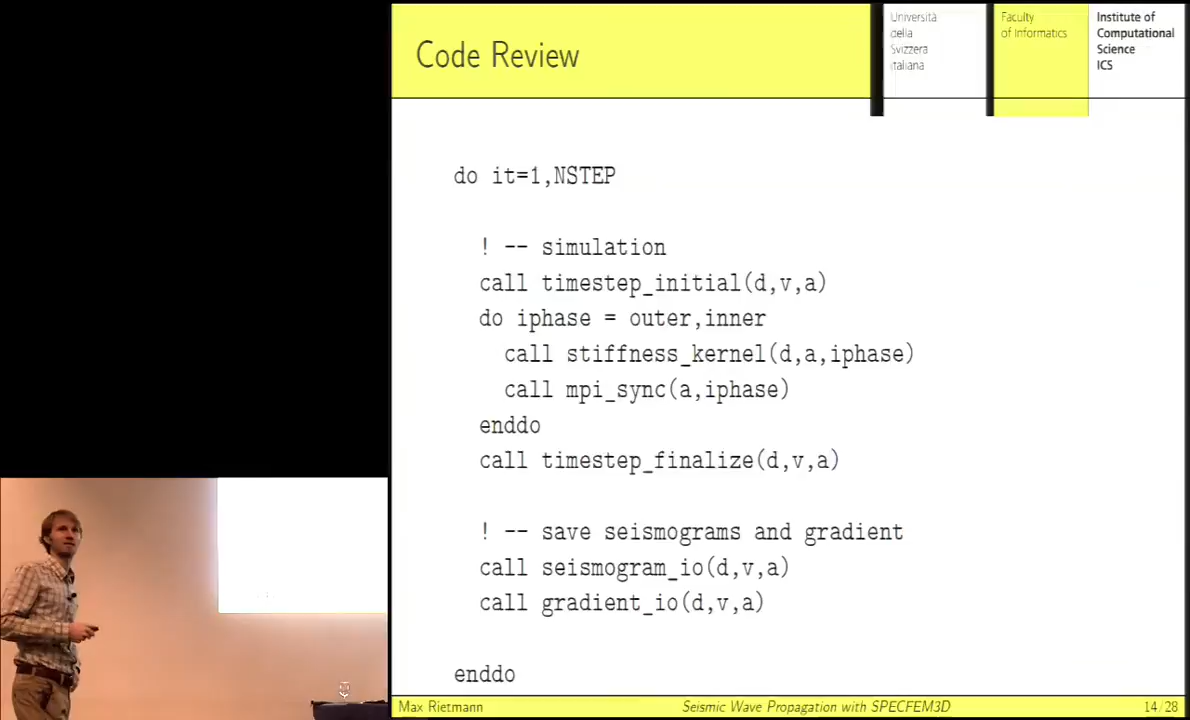 Code Review
Università
della
Svizzera
italiana
Faculty
of Informatics
Institute of
Computational
Science
ICS
do it=1,NSTEP
! -- simulation
call timestep_initial(d,v,a)
do iphase = outer,inner
call stiffness_kernel(d,a,iphase)
call mpi_sync(a,iphase)
enddo
call timestep_finalize(d,v,a)
! -- save seismograms and gradient
call seismogram_io(d,v,a)
call gradient_io(d,v,a)
enddo
Max Rietmann
Seismic Wave Propagation with SPECFEM3D
14/28